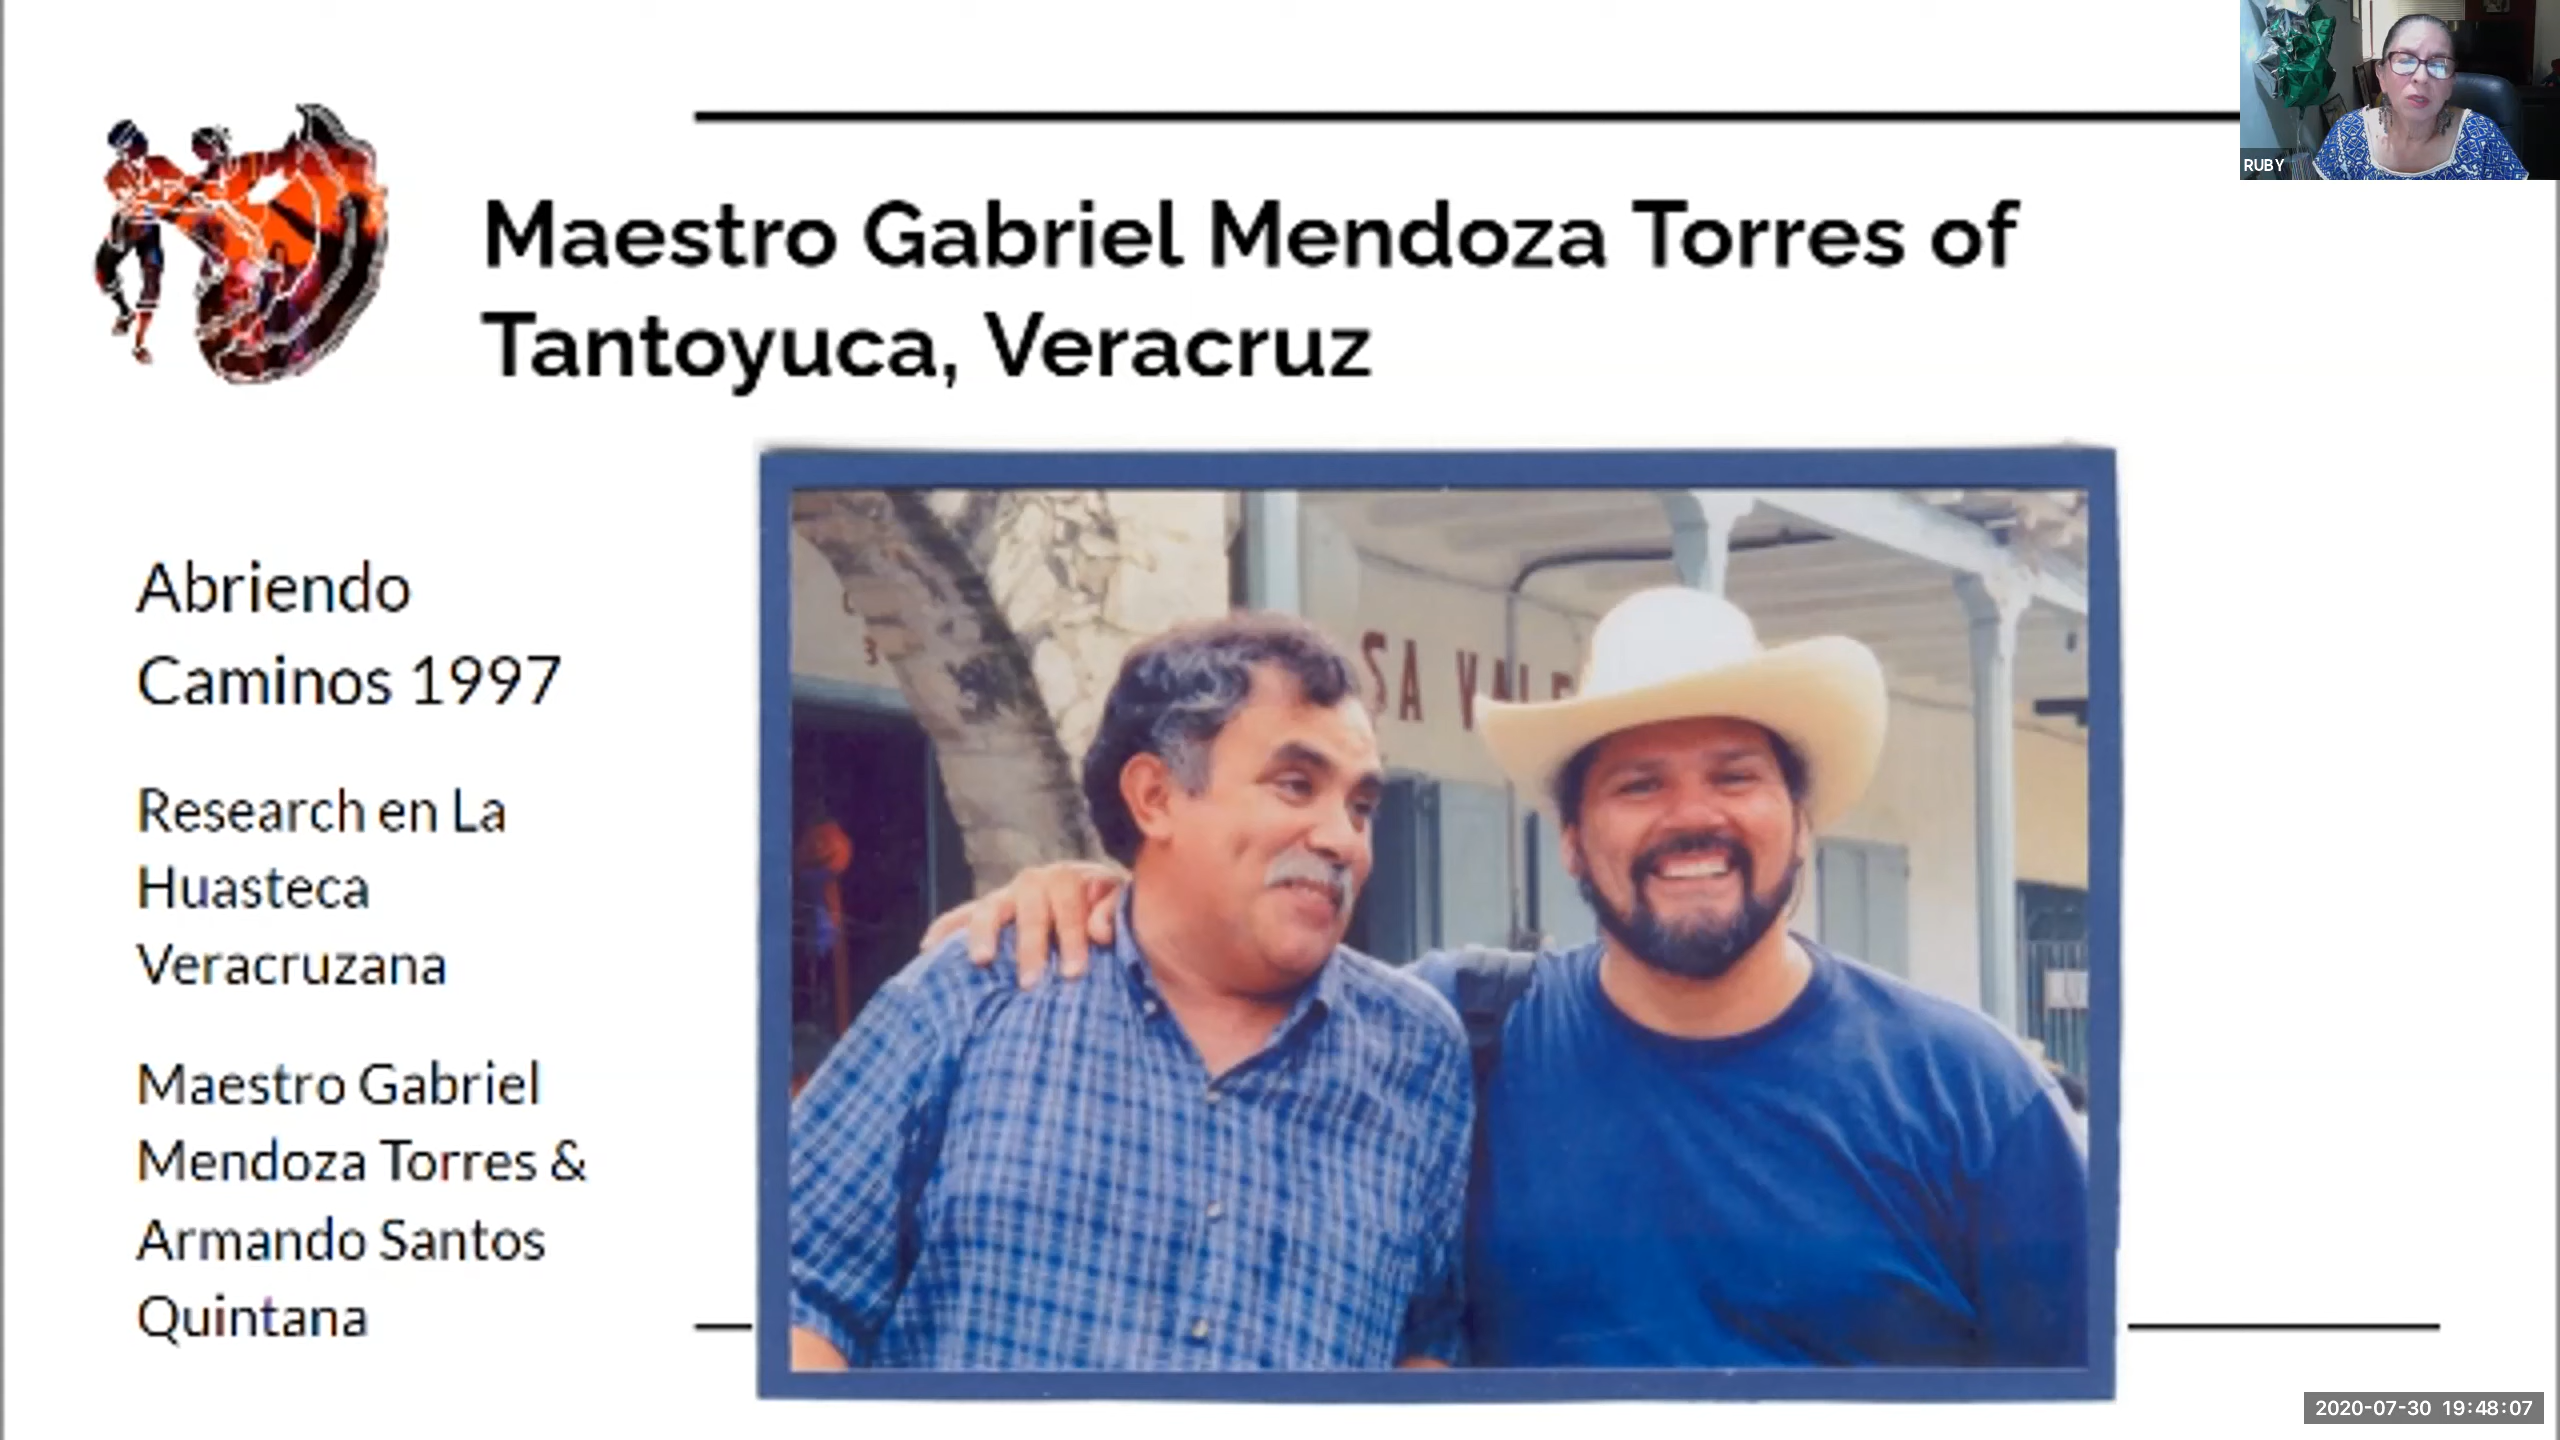 RUBY
Maestro Gabriel Mendoza Torres of
Tantoyuca, Veracruz
Abriendo
Caminos 1997
Research en La
Huasteca
Veracruzana
Maestro Gabriel
Mendoza Torres &
Armando Santos
Quintana
SA
2020-07-30 19:48:07